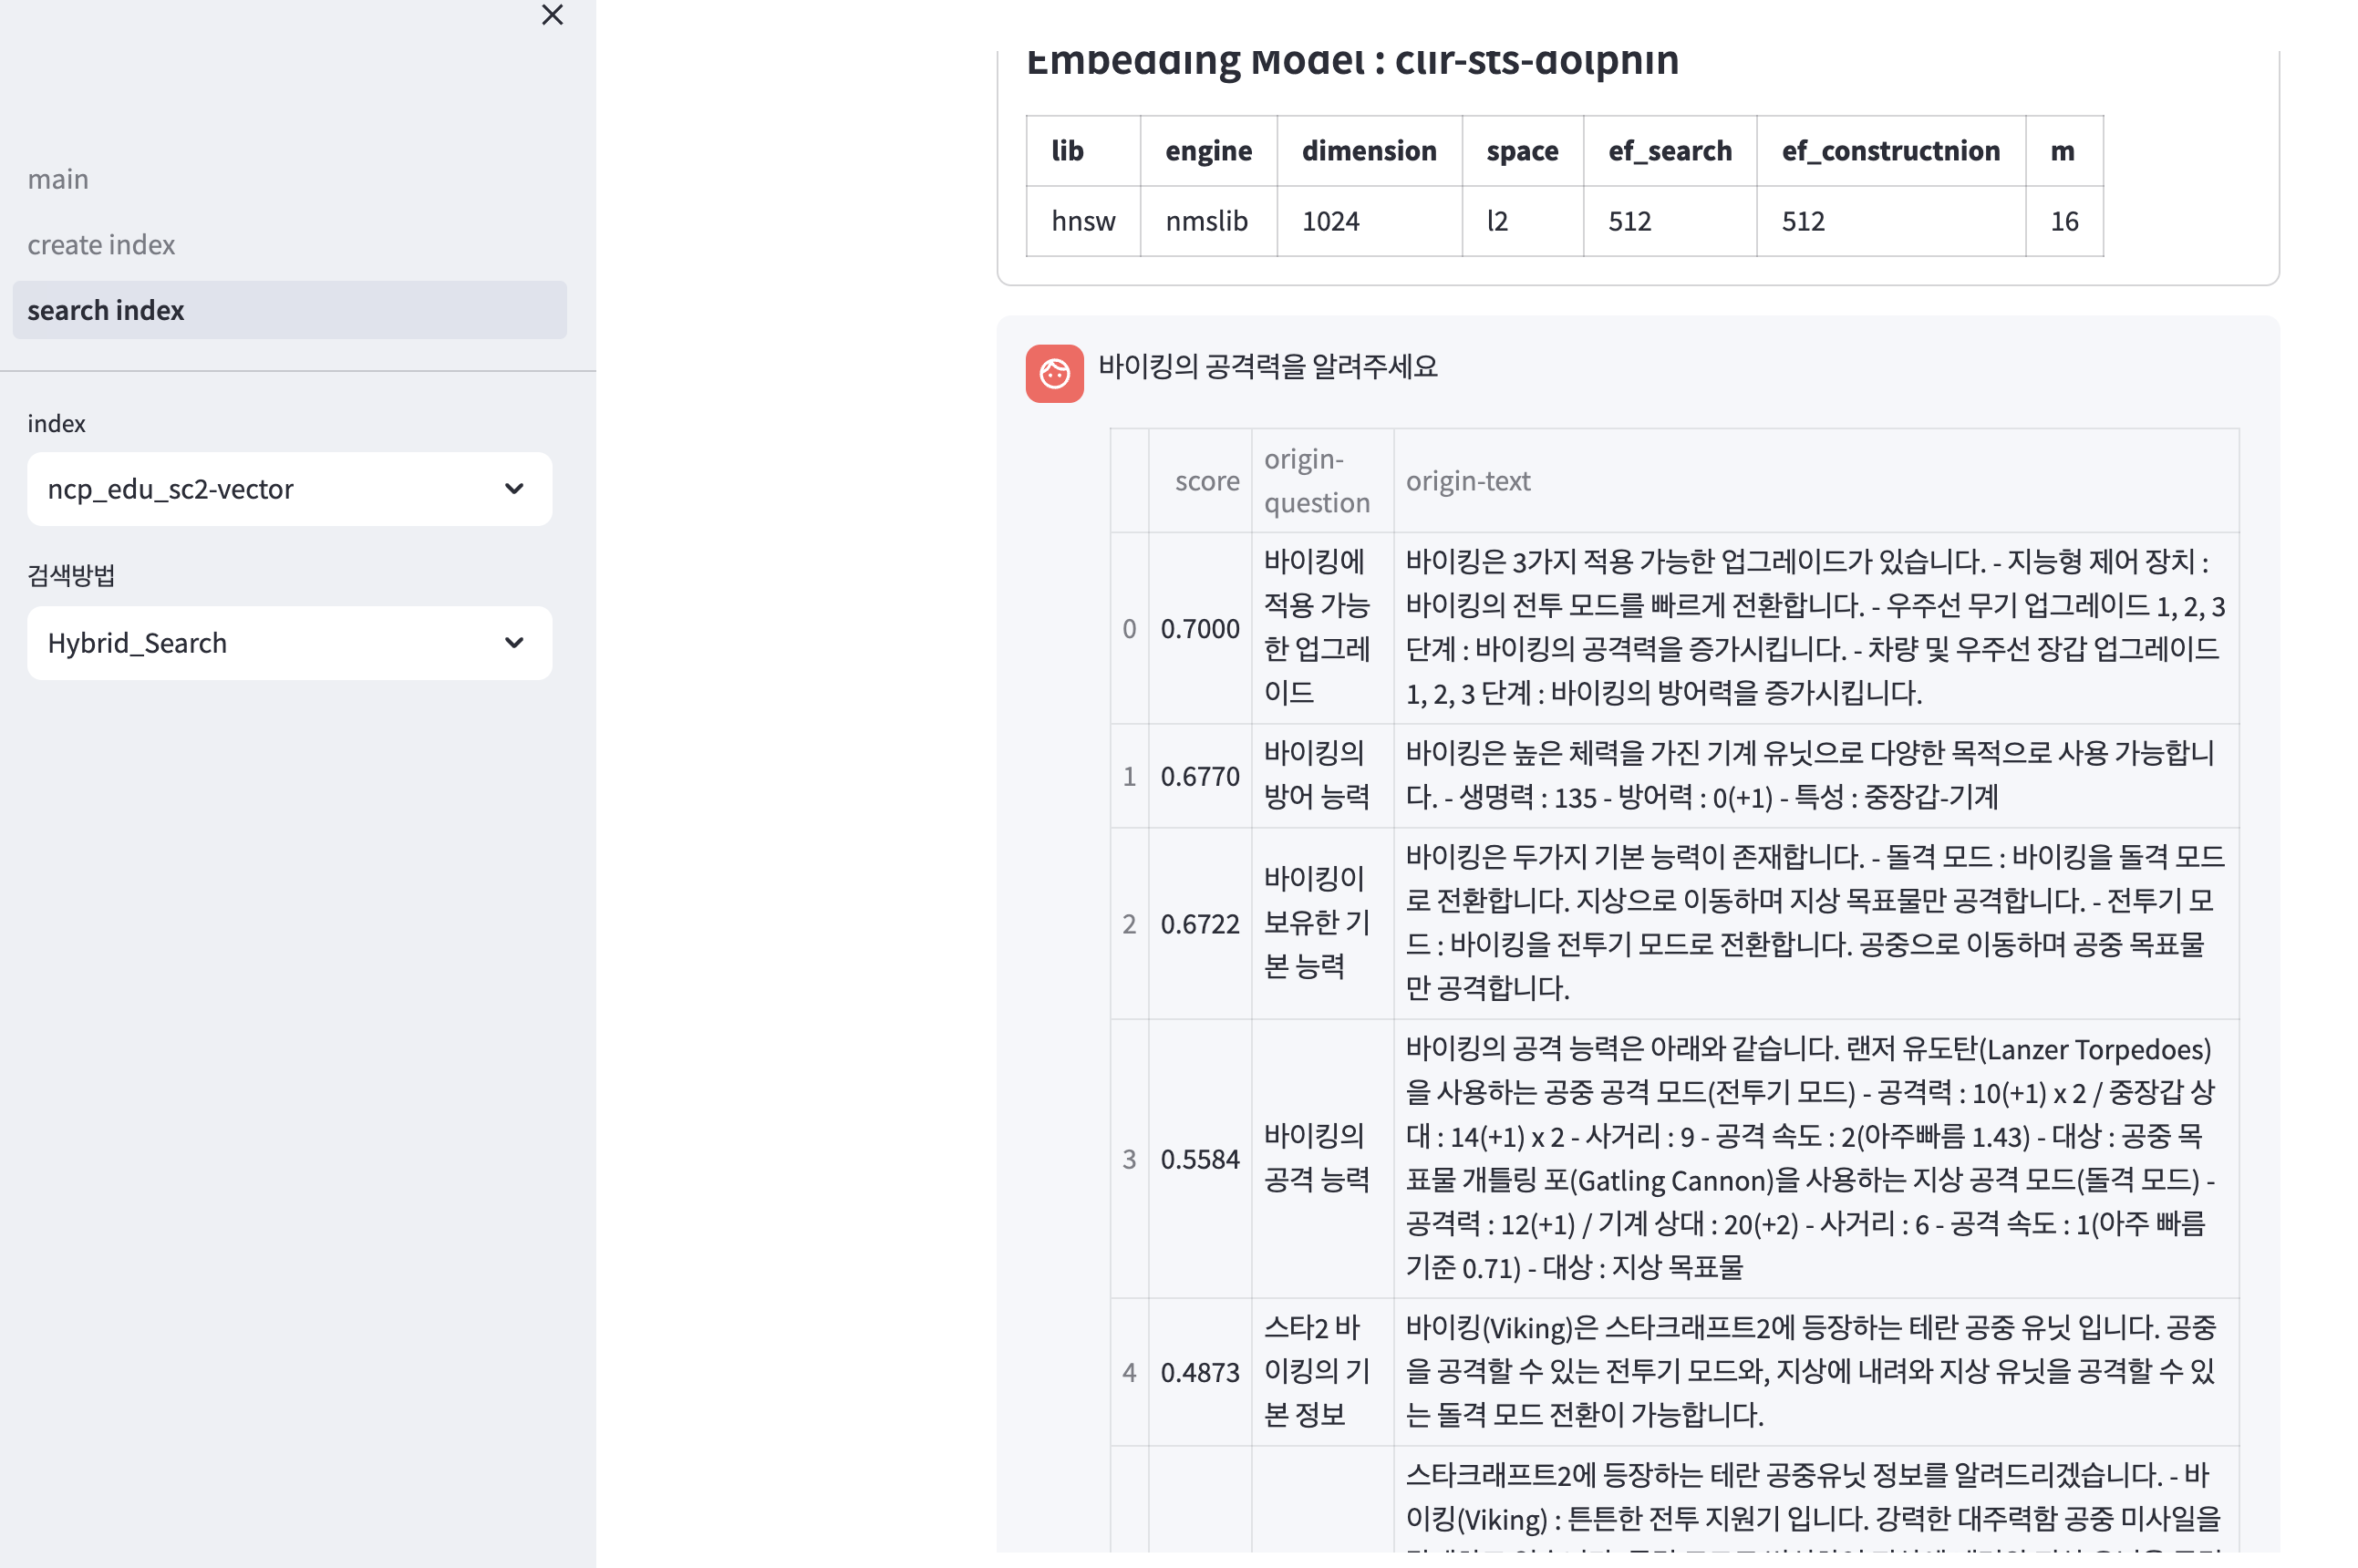 main
create index
search index
index
ncp_edu_sc2-vector
검색방법
Hybrid_Search
Embedding Model : clir-sts-dolphin
lib engine dimension space ef_search ef_constructnion m
hnsw nmslib 1024 l2 512 512 16
바이킹의 공격력을 알려주세요
score origin-question origin-text
0 0.7000
바이킹에
적용 가능
한 업그레
이드
바이킹은 3가지 적용 가능한 업그레이드가 있습니다. - 지능형 제어 장치 :
바이킹의 전투 모드를 빠르게 전환합니다. - 우주선 무기 업그레이드 1, 2, 3
단계 : 바이킹의 공격력을 증가시킵니다. - 차량 및 우주선 장갑 업그레이드
1, 2, 3 단계 : 바이킹의 방어력을 증가시킵니다.
1 0.6770
바이킹의
방어 능력
바이킹은 높은 체력을 가진 기계 유닛으로 다양한 목적으로 사용 가능합니
다. - 생명력 : 135 - 방어력 : 0(+1) - 특성 : 중장갑-기계
2 0.6722
바이킹이
보유한 기
본 능력
바이킹은 두가지 기본 능력이 존재합니다. - 돌격 모드 : 바이킹을 돌격 모드
로 전환합니다. 지상으로 이동하며 지상 목표물만 공격합니다. - 전투기 모
드 : 바이킹을 전투기 모드로 전환합니다. 공중으로 이동하며 공중 목표물
만 공격합니다.
3 0.5584
바이킹의
공격 능력
바이킹의 공격 능력은 아래와 같습니다. 랜저 유도탄(Lanzer Torpedoes)
을 사용하는 공중 공격 모드(전투기 모드) - 공격력 : 10(+1) x 2 / 중장갑 상
대 : 14(+1) x 2 - 사거리 : 9 - 공격 속도 : 2(아주빠름 1.43) - 대상 : 공중 목
표물 개틀링 포(Gatling Cannon)을 사용하는 지상 공격 모드(돌격 모드) -
공격력 : 12(+1) / 기계 상대 : 20(+2) - 사거리 : 6 - 공격 속도 : 1(아주 빠름
기준 0.71) - 대상 : 지상 목표물
4 0.4873
스타2 바
이킹의 기
본 정보
바이킹(Viking)은 스타크래프트2에 등장하는 테란 공중 유닛 입니다. 공중
을 공격할 수 있는 전투기 모드와, 지상에 내려와 지상 유닛을 공격할 수 있
는 돌격 모드 전환이 가능합니다.
스타크래프트2에 등장하는 테란 공중유닛 정보를 알려드리겠습니다. - 바
이킹(Viking) : 튼튼한 전투 지원기 입니다. 강력한 대주력함 공중 미사일을